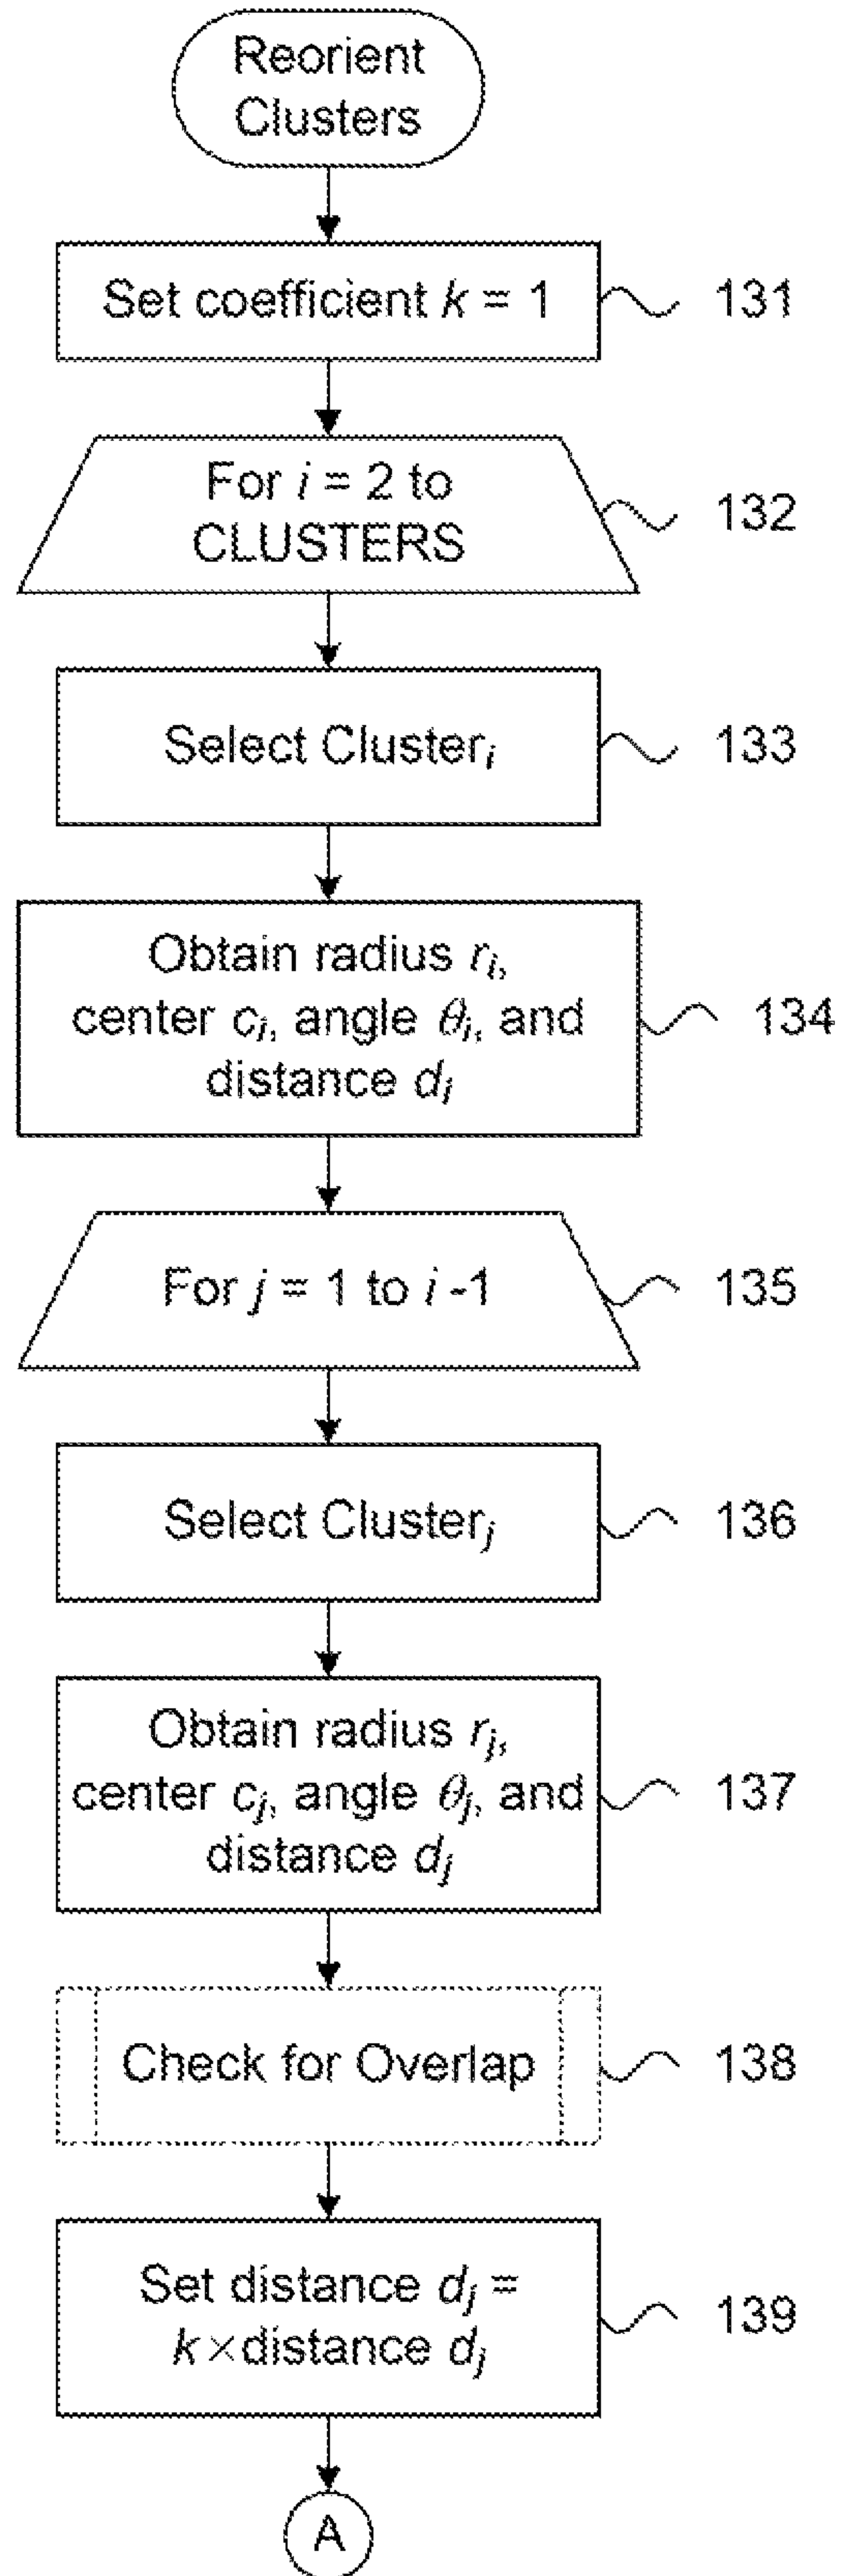 Reorient
Clusters
Set coefficient k = 1
131
For i = 2 to
CLUSTERS
132
Select Clusterᵢ
133
Obtain radius rᵢ,
center cᵢ, angle θᵢ, and
distance dᵢ
134
For j = 1 to i -1
135
Select Clusterⱼ
136
Obtain radius rⱼ,
center cⱼ, angle θⱼ, and
distance dⱼ
137
Check for Overlap
138
Set distance dⱼ =
k×distance dⱼ
139
A